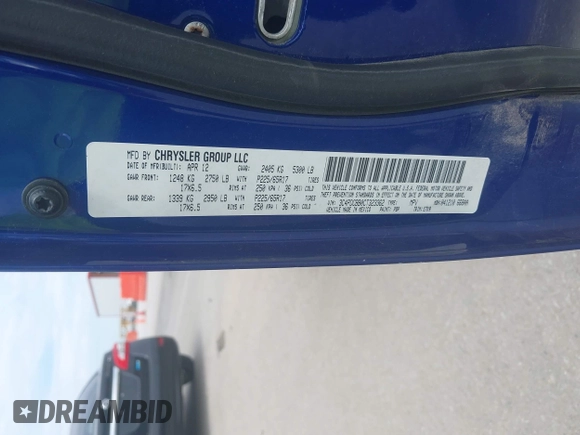 MFD BY CHRYSLER GROUP LLC
DATE OF MFR(BUILT): APR 12 GVWR: 2405 KG 5300 LB
GAWR FRONT: 1248 KG 2750 LB P225/65R17 TIRES
17X6.5 RIMS AT 250 KPA ( 36 PSI) COLD
GAWR REAR: 1339 KG 2950 LB P225/65R17 TIRES
17X6.5 RIMS AT 250 KPA ( 36 PSI) COLD
THIS VEHICLE CONFORMS TO ALL APPLICABLE U.S.A. FEDERAL MOTOR VEHICLE SAFETY AND
THEFT PREVENTION STANDARDS IN EFFECT ON THE DATE OF MANUFACTURE SHOWN ABOVE.
TYPE: MPV
VEHICLE MADE IN MEXICO PAINT: PBP
DREAMBID